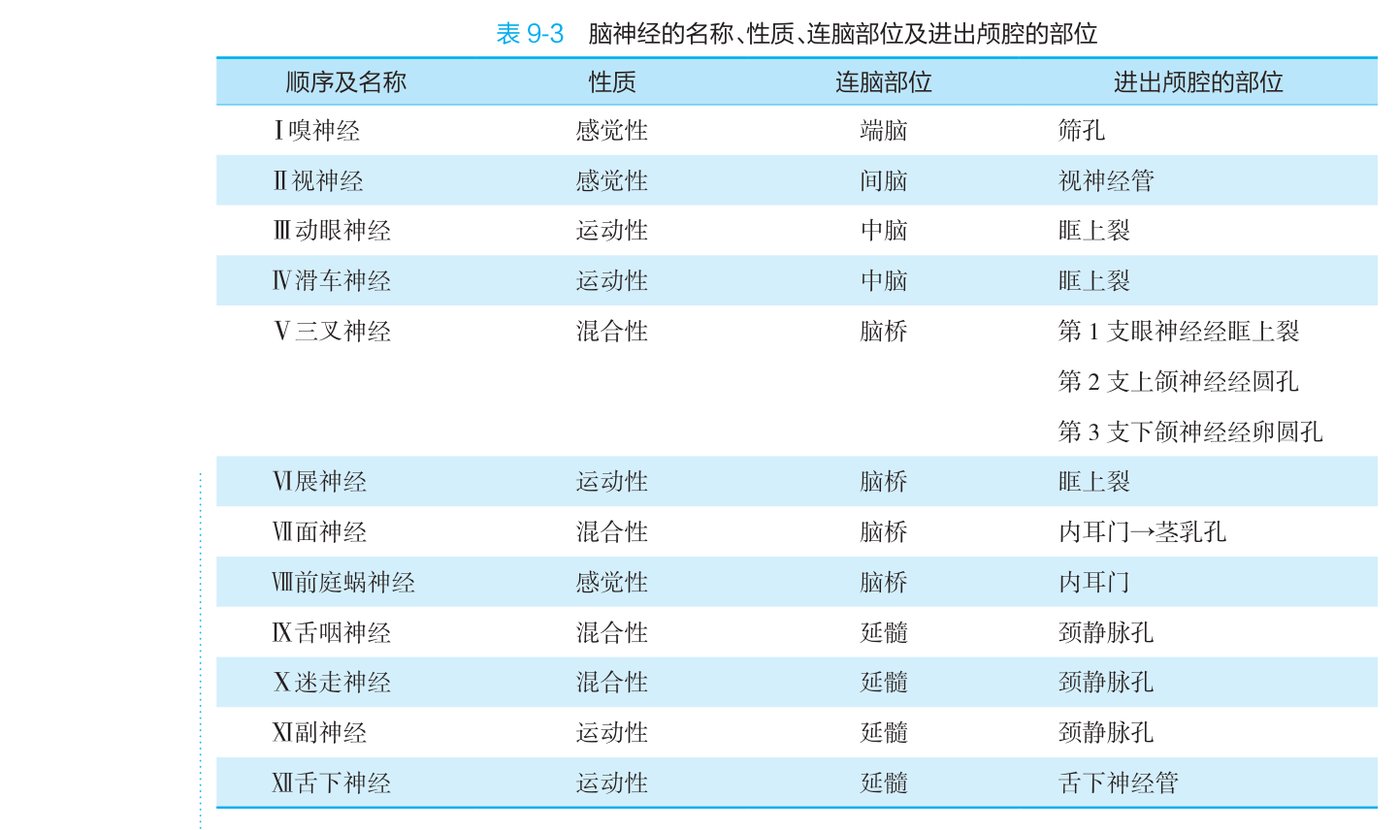 表 9-3 脑神经的名称、性质、连脑部位及进出颅腔的部位
顺序及名称 性质 连脑部位 进出颅腔的部位
Ⅰ嗅神经 感觉性 端脑 筛孔
Ⅱ视神经 感觉性 间脑 视神经管
Ⅲ动眼神经 运动性 中脑 眶上裂
Ⅳ滑车神经 运动性 中脑 眶上裂
Ⅴ三叉神经 混合性 脑桥 第 1 支眼神经经眶上裂
第 2 支上颌神经经圆孔
第 3 支下颌神经经卵圆孔
Ⅵ展神经 运动性 脑桥 眶上裂
Ⅶ面神经 混合性 脑桥 内耳门→茎乳孔
Ⅷ前庭蜗神经 感觉性 脑桥 内耳门
Ⅸ舌咽神经 混合性 延髓 颈静脉孔
Ⅹ迷走神经 混合性 延髓 颈静脉孔
Ⅺ副神经 运动性 延髓 颈静脉孔
Ⅻ舌下神经 运动性 延髓 舌下神经管